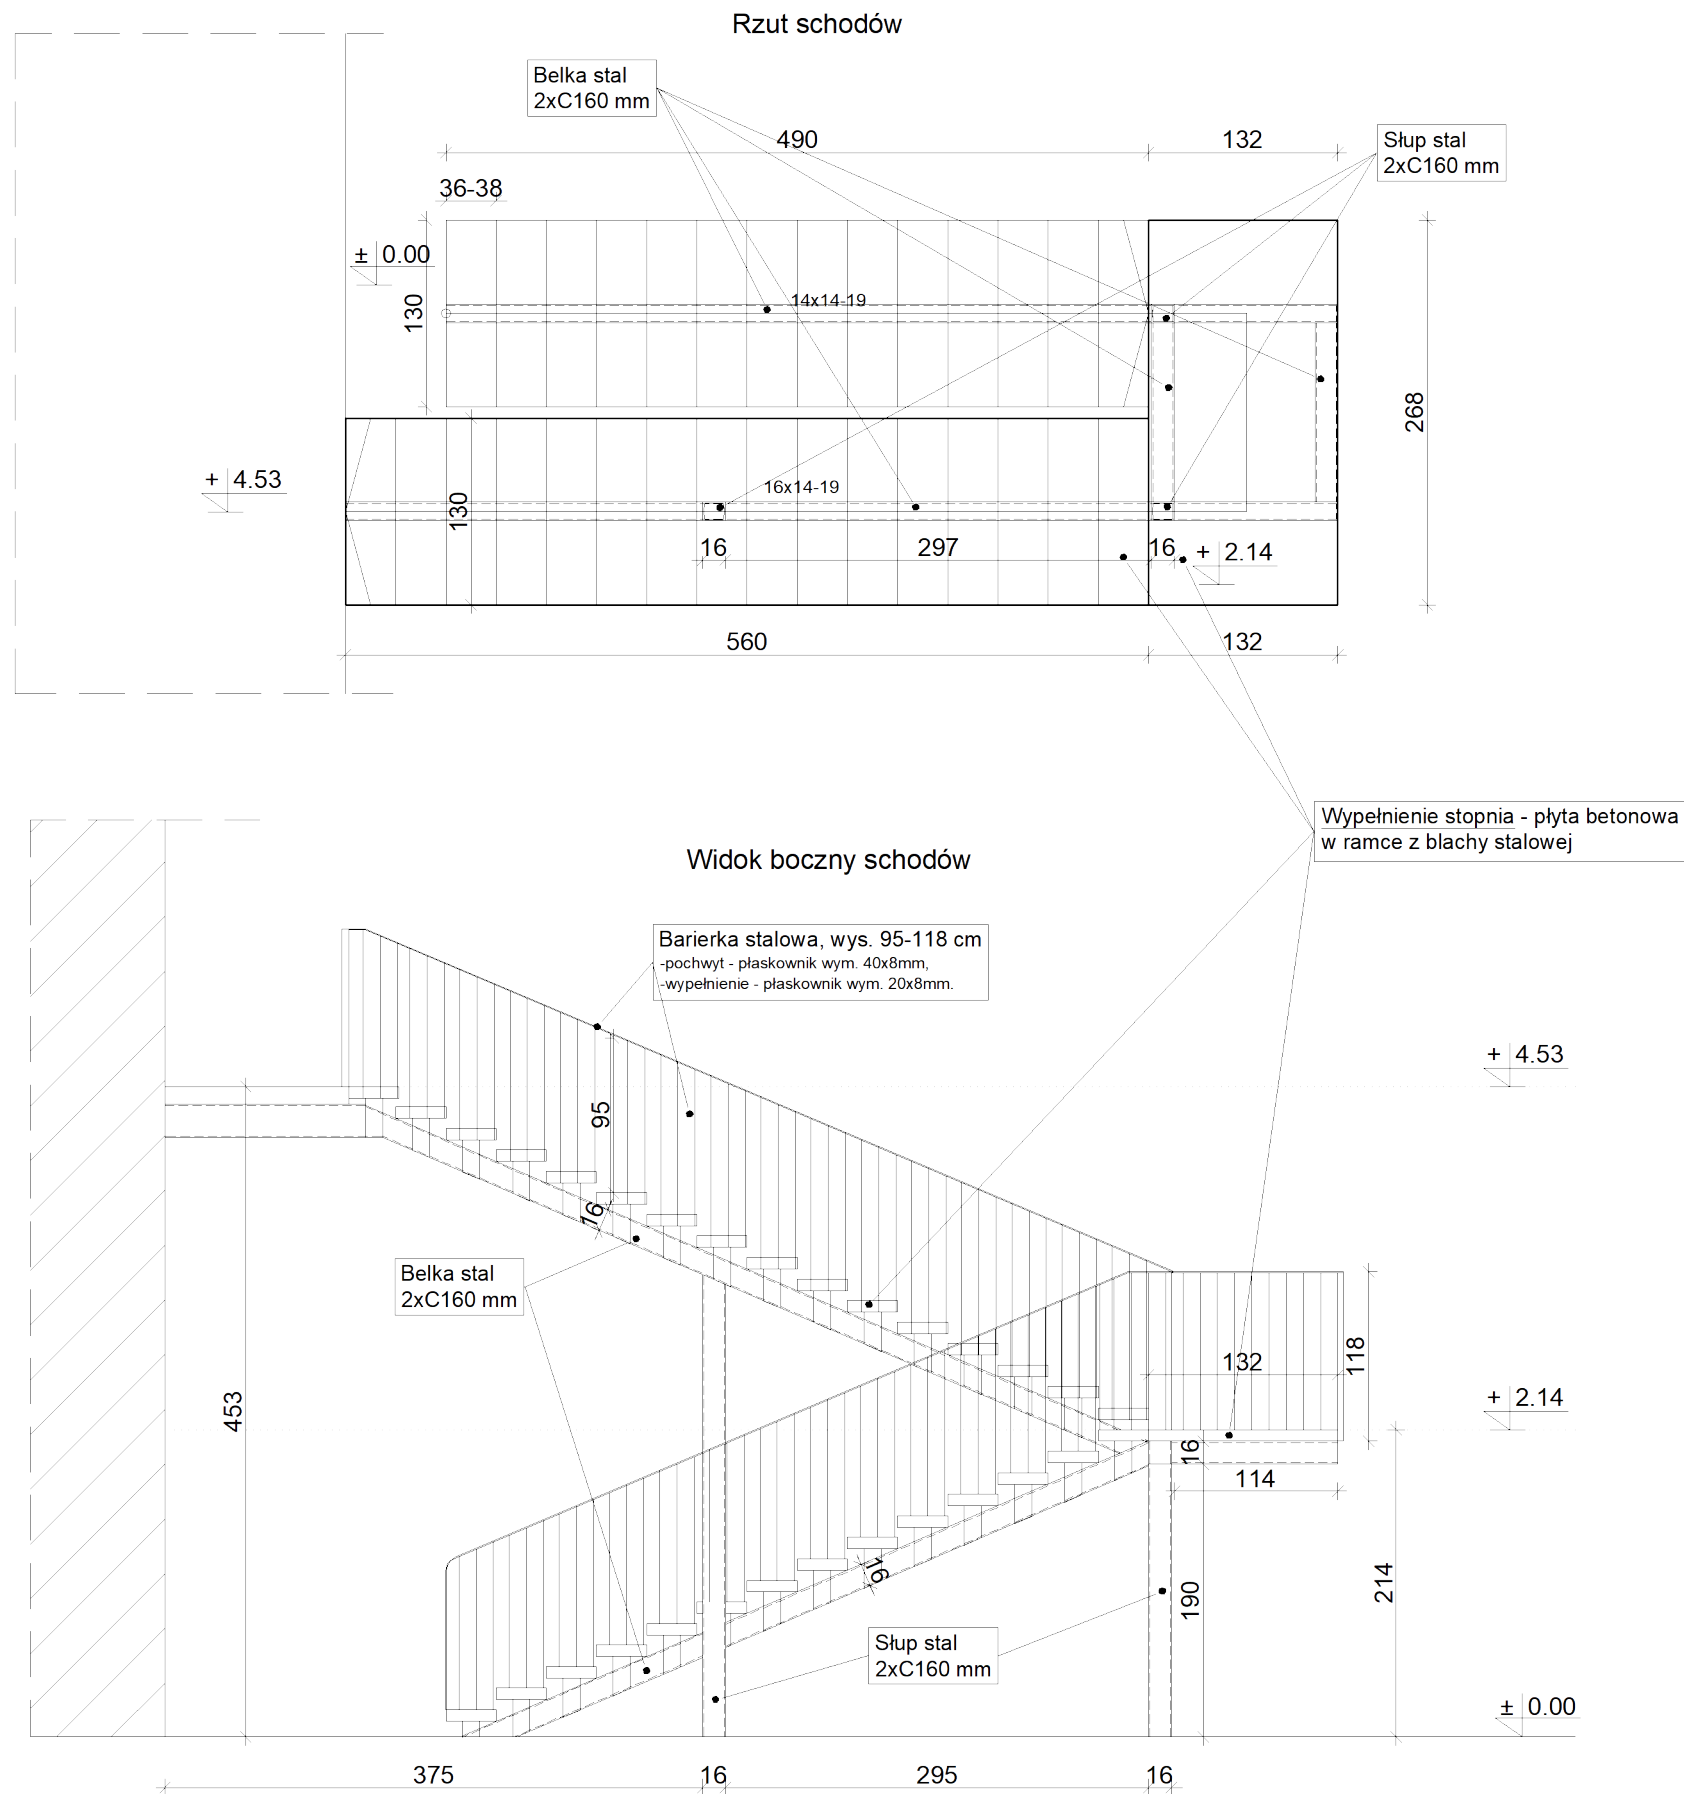 Rzut schodów
Belka stal
2xC160 mm
490
132
Słup stal
2xC160 mm
36-38
± 0.00
130
14x14-19
268
+ 4.53
130
16x14-19
16
297
16
+ 2.14
560
132
Wypełnienie stopnia - płyta betonowa
w ramce z blachy stalowej
Widok boczny schodów
Barierka stalowa, wys. 95-118 cm
-pochwyt - płaskownik wym. 40x8mm,
-wypełnienie - płaskownik wym. 20x8mm.
+ 4.53
95
16
Belka stal
2xC160 mm
132
118
+ 2.14
453
16
114
16
190
214
Słup stal
2xC160 mm
± 0.00
375
16
295
16